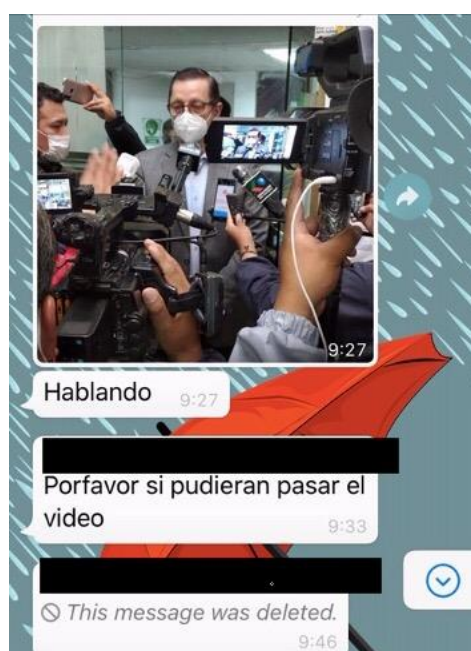 9:27
Hablando 9:27
Porfavor si pudieran pasar el
video 9:33
This message was deleted.
9:46